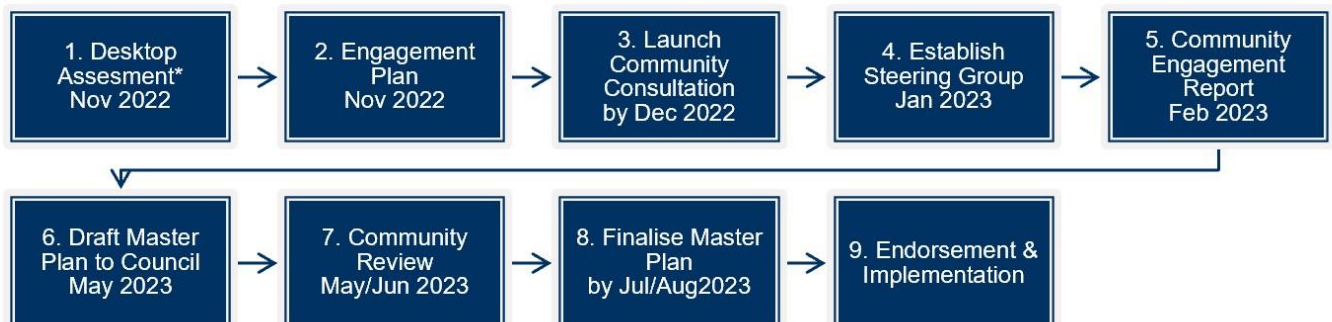 1. Desktop
Assesment*
Nov 2022
2. Engagement
Plan
Nov 2022
3. Launch
Community
Consultation
by Dec 2022
4. Establish
Steering Group
Jan 2023
5. Community
Engagement
Report
Feb 2023
6. Draft Master
Plan to Council
May 2023
7. Community
Review
May/Jun 2023
8. Finalise Master
Plan
by Jul/Aug2023
9. Endorsement &
Implementation